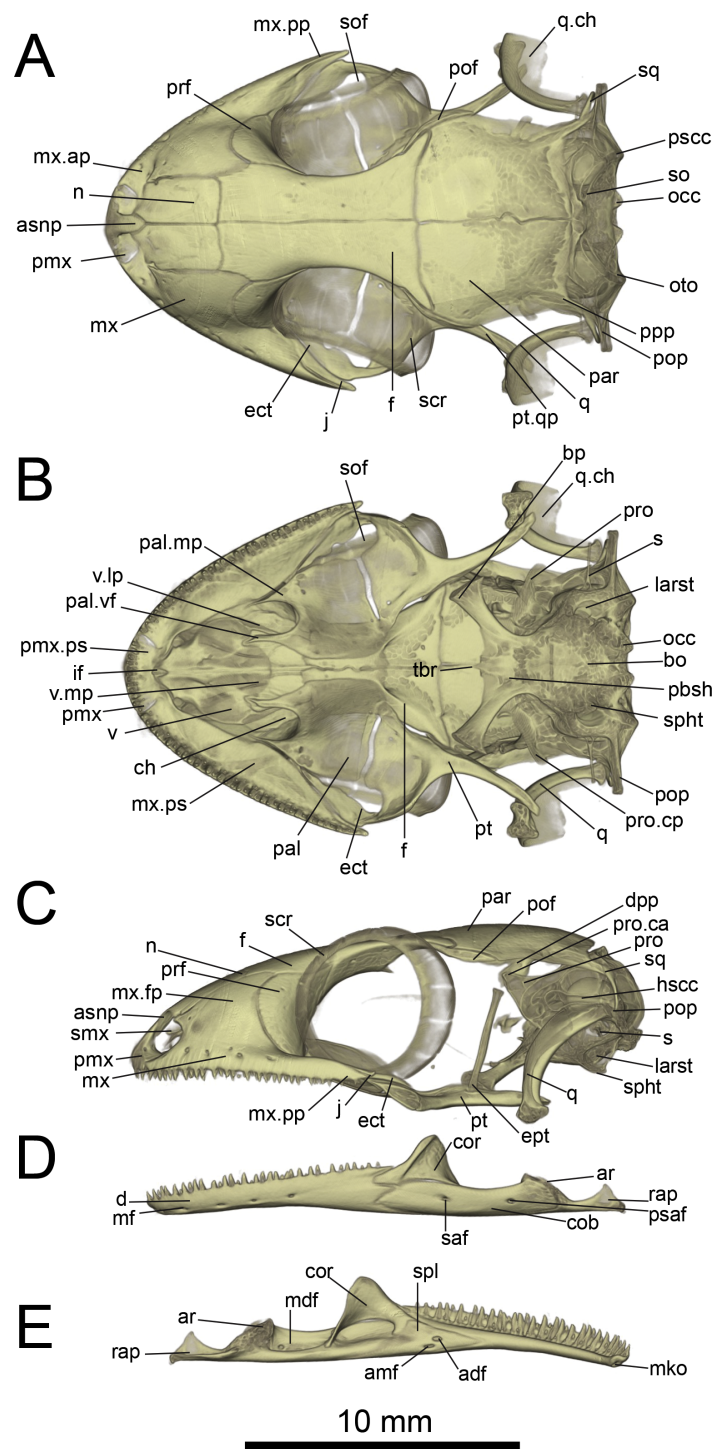 A
mx.pp
sof
q.ch
prf
pof
sq
mx.ap
pscc
n
so
asnp
occ
pmx
oto
mx
ppp
ect
j
f
scr
pt.qp
q
par
pop
B
sof
bp
q.ch
pal.mp
pro
s
v.lp
larst
pal.vf
pmx.ps
occ
if
tbr
bo
v.mp
pbsh
pmx
spht
v
ch
pop
mx.ps
pro.cp
pal
ect
f
pt
q
C
par
pof
dpp
scr
pro.ca
n
f
pro
prf
sq
mx.fp
hscc
asnp
pop
smx
s
pmx
larst
mx
spht
mx.pp
j
ect
pt
ept
q
D
cor
ar
d
rap
mf
psaf
saf
cob
E
cor
spl
mdf
ar
rap
amf
adf
mko
10 mm